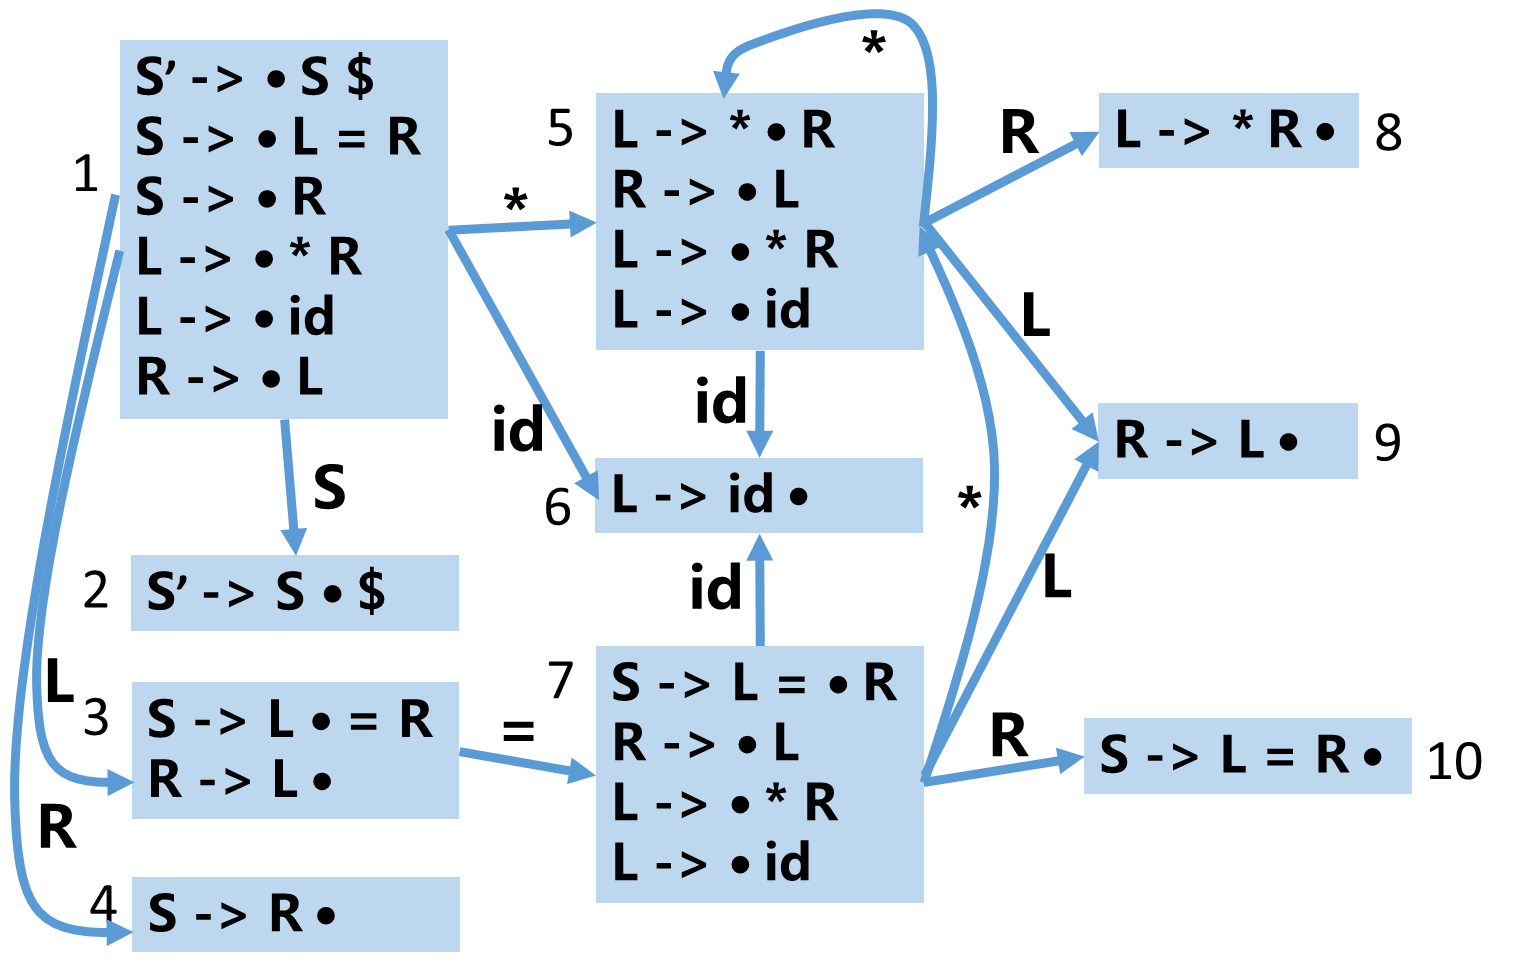 1
S' -> • S $
S -> • L = R
S -> • R
L -> • * R
L -> • id
R -> • L
*
id
S
L
R
2
S' -> S • $
3
S -> L • = R
R -> L •
=
4
S -> R •
5
L -> * • R
R -> • L
L -> • * R
L -> • id
*
id
R
L
6
L -> id •
id
7
S -> L = • R
R -> • L
L -> • * R
L -> • id
*
L
R
L -> * R •
8
R -> L •
9
S -> L = R •
10